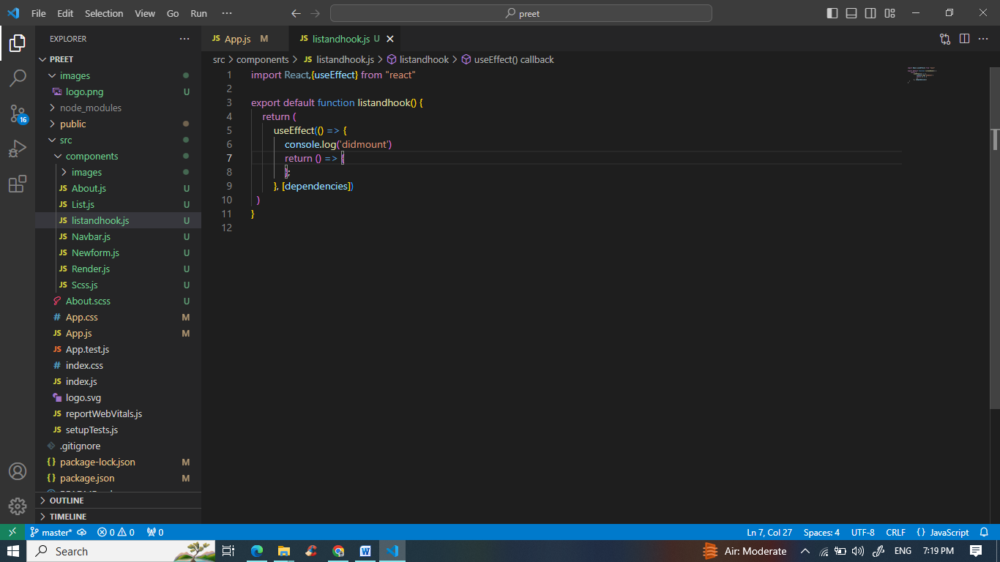 File Edit Selection View Go Run ··· preet
EXPLORER ···
PREET
images
logo.png U
node_modules
public
src
components
images
JS About.js U
JS List.js U
JS listandhook.js U
JS Navbar.js U
JS Newform.js U
JS Render.js U
JS Scss.js U
About.scss U
# App.css M
JS App.js M
JS App.test.js
# index.css
JS index.js
logo.svg
JS reportWebVitals.js
JS setupTests.js
.gitignore
{} package-lock.json M
{} package.json M
OUTLINE
TIMELINE
16
JS App.js M JS listandhook.js U
src > components > JS listandhook.js > listandhook > useEffect() callback
1 import React,{useEffect} from "react"
2
3 export default function listandhook() {
4 return (
5 useEffect(() => {
6 console.log('didmount')
7 return () => {
8 };
9 }, [dependencies])
10 )
11 }
12
master* 0 0 0 Ln 7, Col 27 Spaces: 4 UTF-8 CRLF {} JavaScript
Search Air: Moderate ENG 7:19 PM